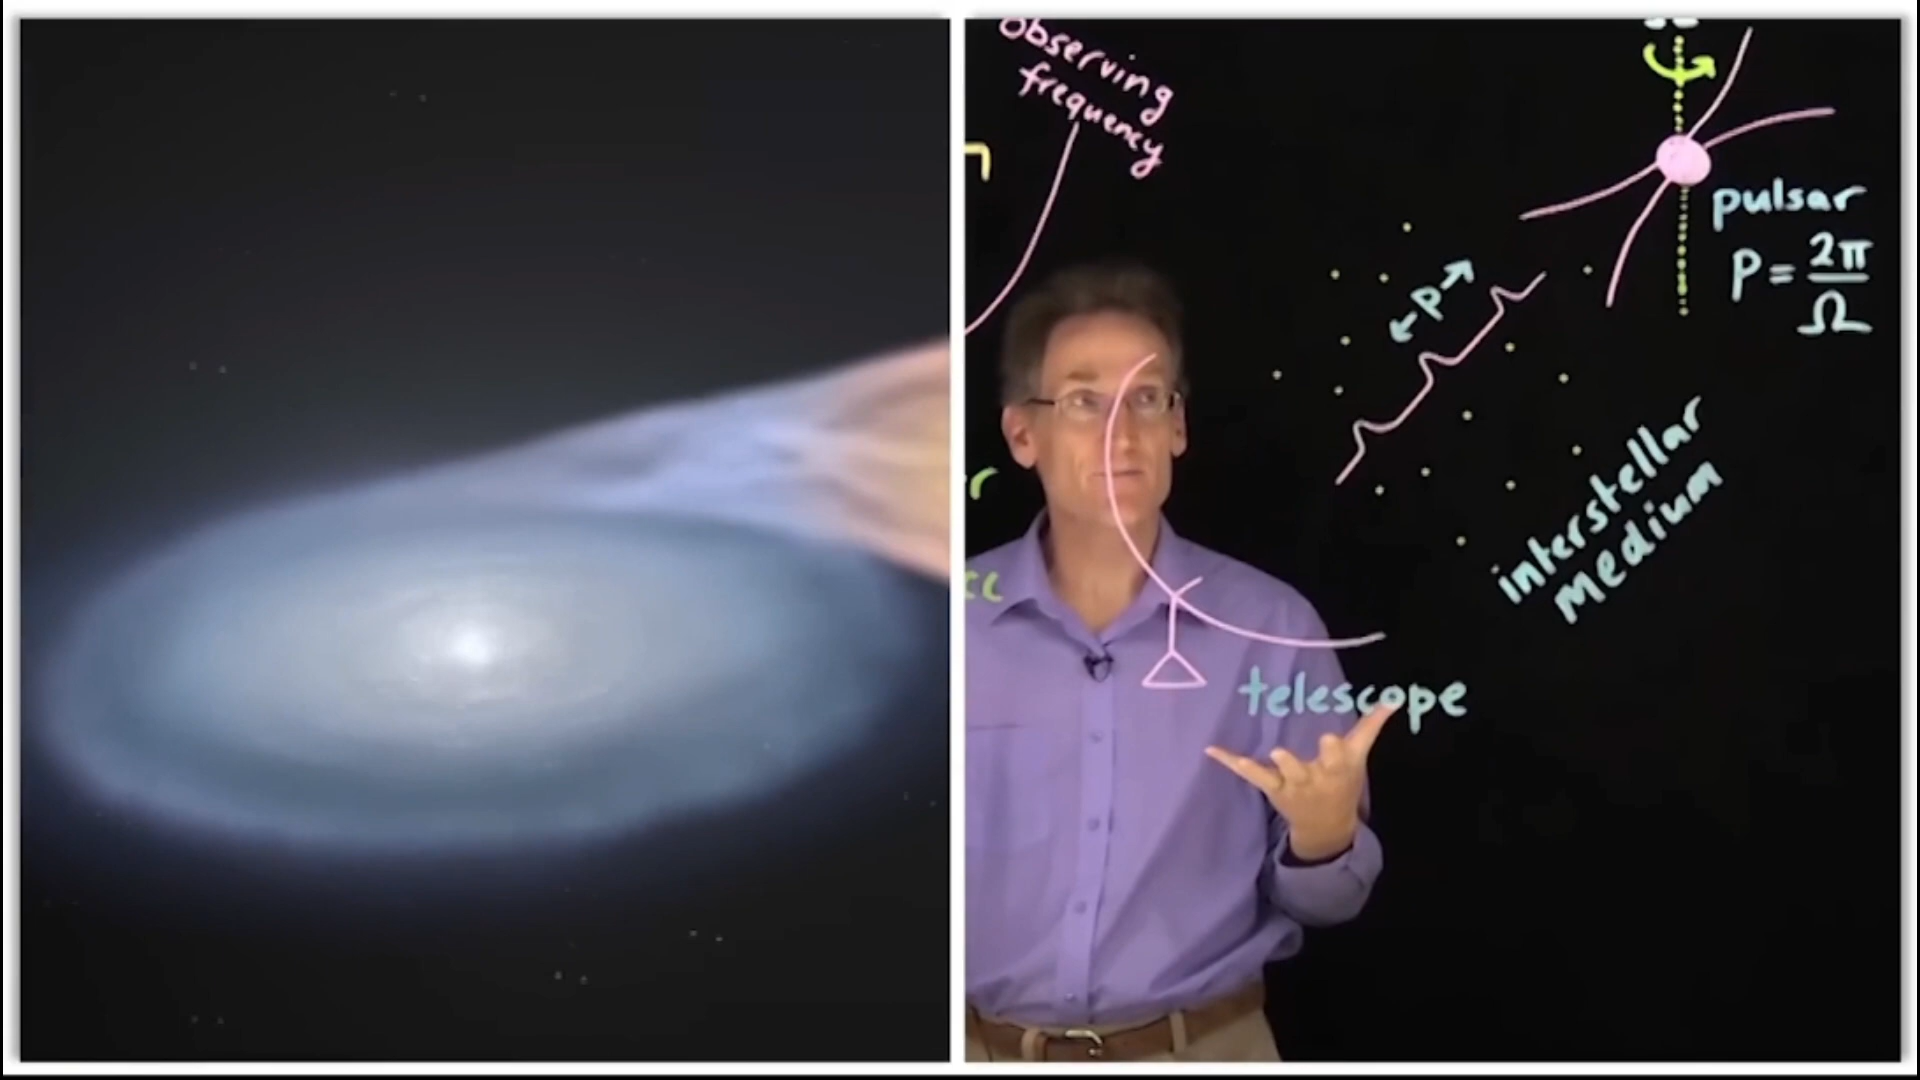 observing
frequency
pulsar
P = 2π
Ω
← P →
interstellar
medium
telescope